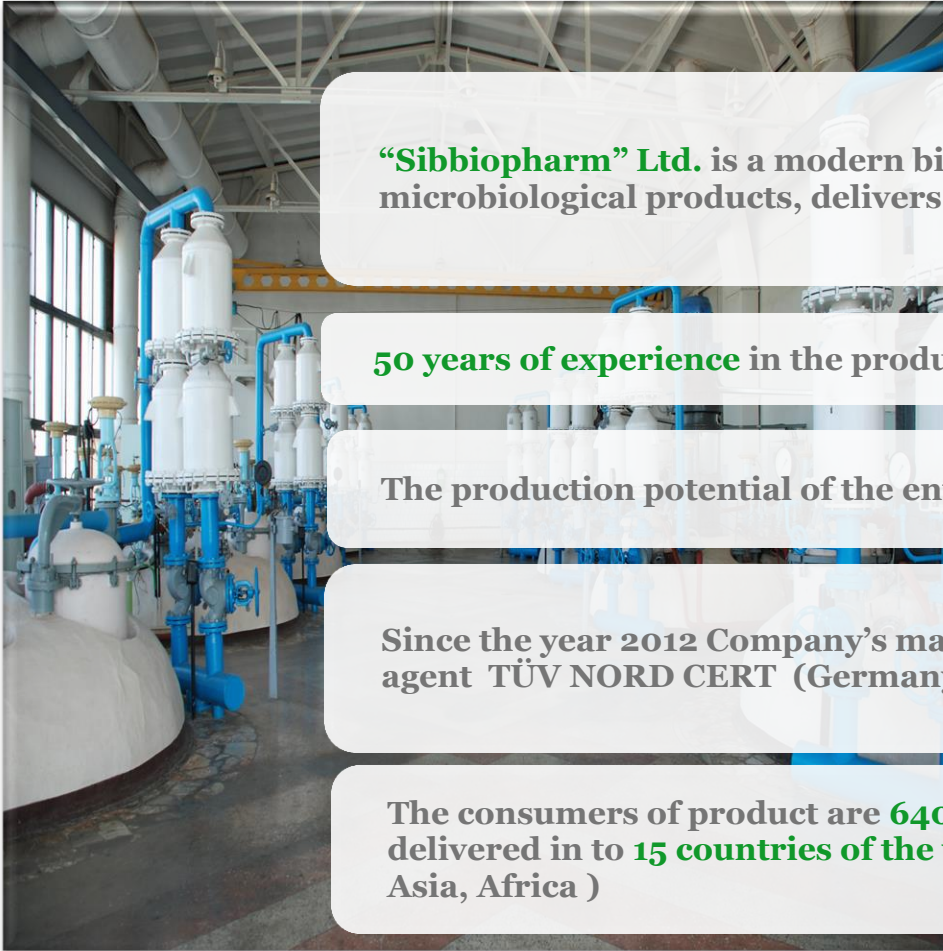 “Sibbiopharm” Ltd. is a modern bi
microbiological products, delivers
50 years of experience in the produ
The production potential of the en
Since the year 2012 Company’s ma
agent TÜV NORD CERT (German
The consumers of product are 640
delivered in to 15 countries of the
Asia, Africa )